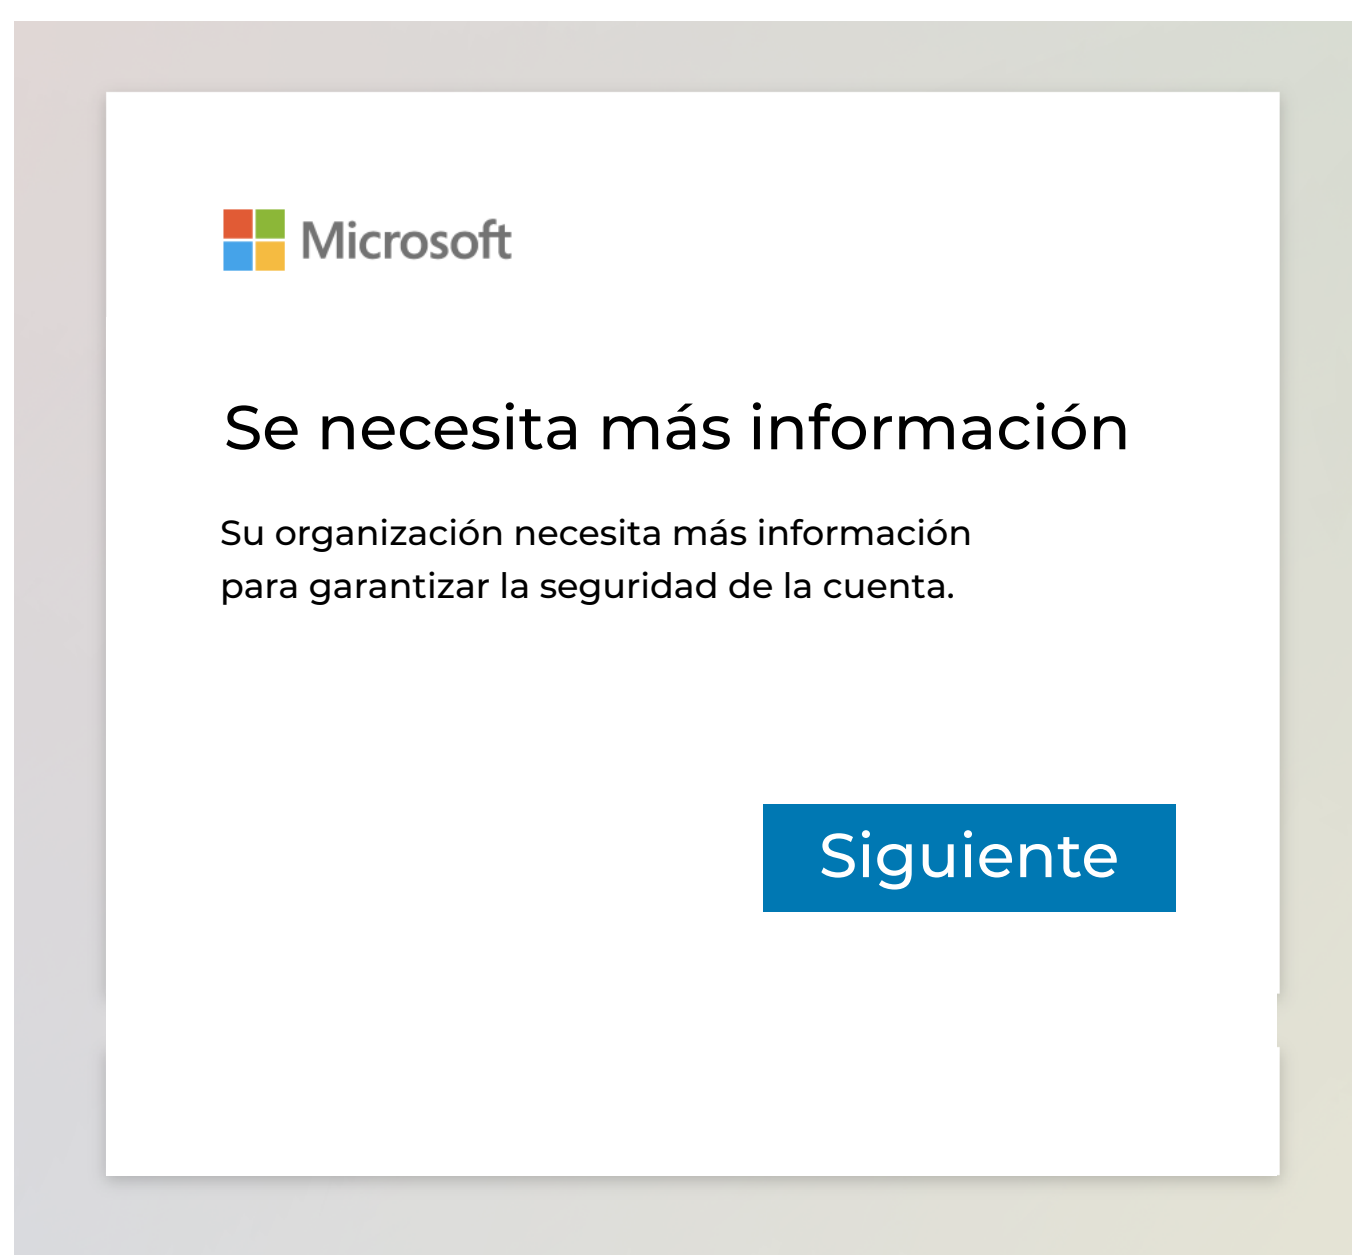 Microsoft
Se necesita más información
Su organización necesita más información
para garantizar la seguridad de la cuenta.
Siguiente